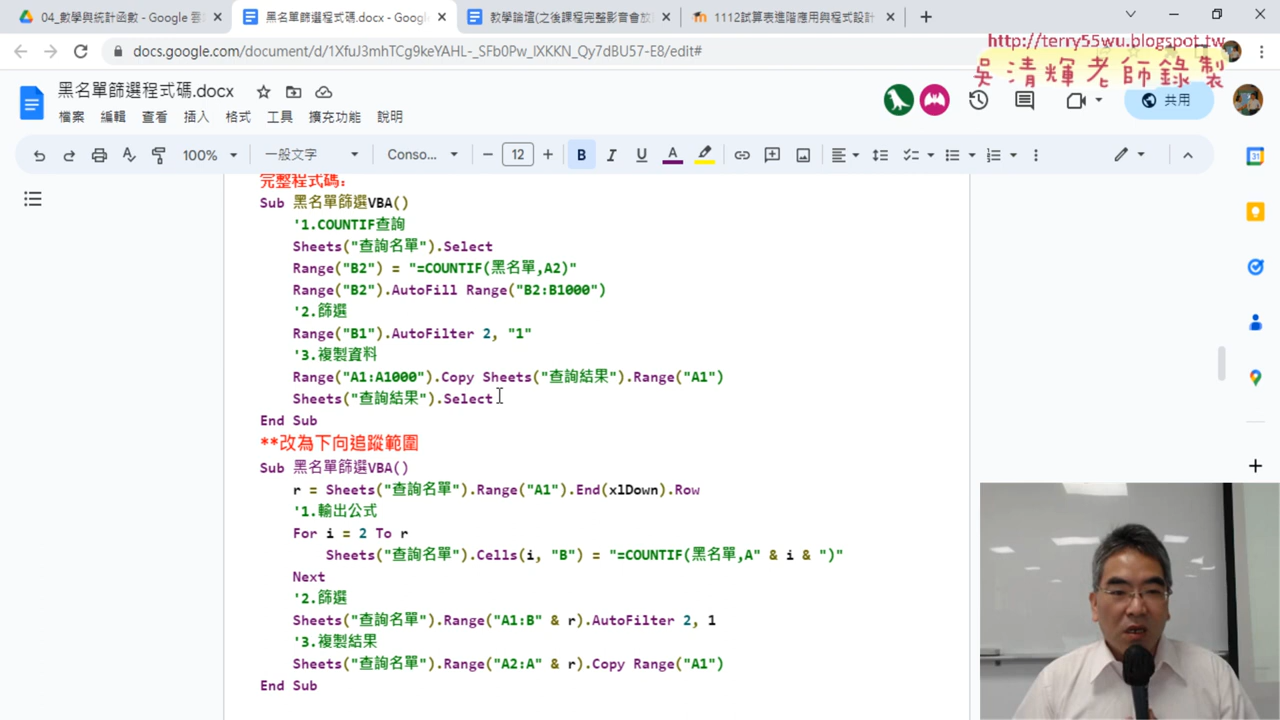 04_數學與統計函數 - Google 雲
黑名單篩選程式碼.docx - Google
教學論壇(之後課程完整影音會放
1112試算表進階應用與程式設計
docs.google.com/document/d/1XfuJ3mhTCg9keYAHL-_SFb0Pw_lXKKN_Qy7dBU57-E8/edit#
http://terry55wu.blogspot.tw
吳清輝老師錄製
黑名單篩選程式碼.docx
檔案 編輯 查看 插入 格式 工具 擴充功能 說明
共用
100% 一般文字 Conso... 12 B I U A
31
完整程式碼:
Sub 黑名單篩選VBA()
'1.COUNTIF查詢
Sheets("查詢名單").Select
Range("B2") = "=COUNTIF(黑名單,A2)"
Range("B2").AutoFill Range("B2:B1000")
'2.篩選
Range("B1").AutoFilter 2, "1"
'3.複製資料
Range("A1:A1000").Copy Sheets("查詢結果").Range("A1")
Sheets("查詢結果").Select
End Sub
**改為下向追蹤範圍
Sub 黑名單篩選VBA()
r = Sheets("查詢名單").Range("A1").End(xlDown).Row
'1.輸出公式
For i = 2 To r
Sheets("查詢名單").Cells(i, "B") = "=COUNTIF(黑名單,A" & i & ")"
Next
'2.篩選
Sheets("查詢名單").Range("A1:B" & r).AutoFilter 2, 1
'3.複製結果
Sheets("查詢名單").Range("A2:A" & r).Copy Range("A1")
End Sub